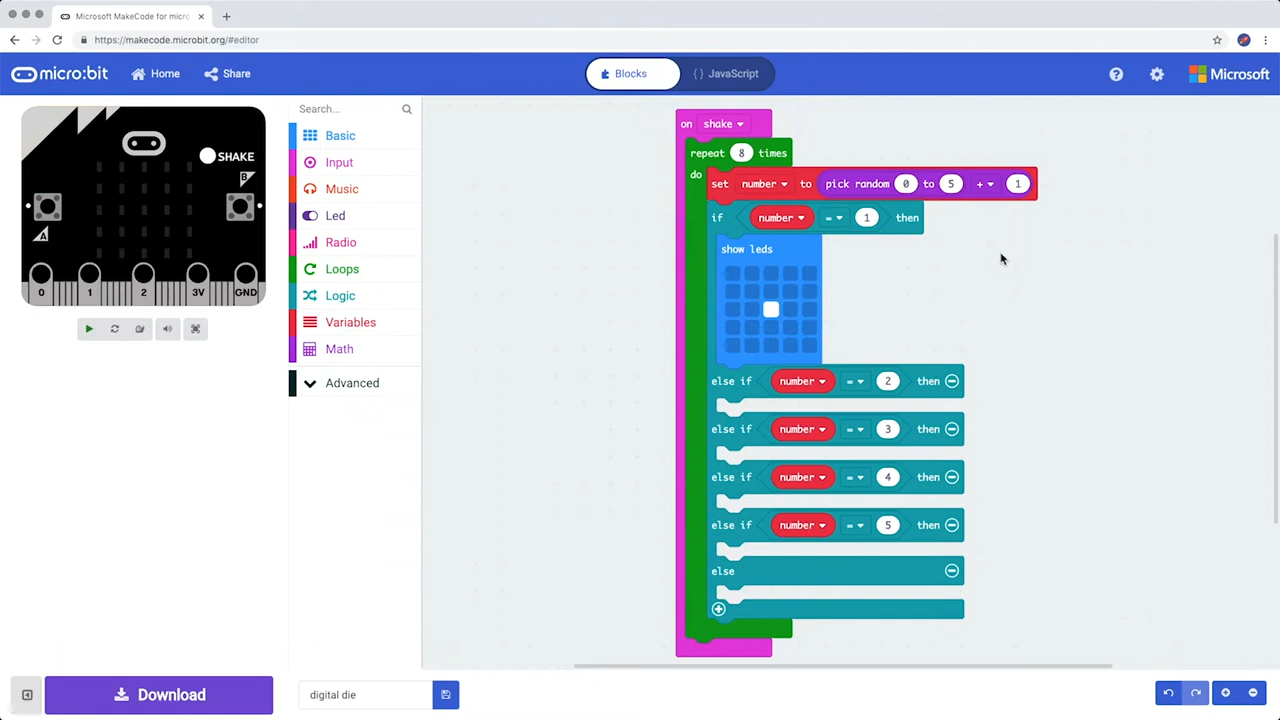 Microsoft MakeCode for micro
https://makecode.microbit.org/#editor
micro:bit Home Share Blocks { } JavaScript Microsoft
SHAKE
B
A
0 1 2 3V GND
Search...
Basic
Input
Music
Led
Radio
Loops
Logic
Variables
Math
Advanced
on shake
repeat 8 times
do
set number to pick random 0 to 5 + 1
if number = 1 then
show leds
else if number = 2 then
else if number = 3 then
else if number = 4 then
else if number = 5 then
else
Download
digital die